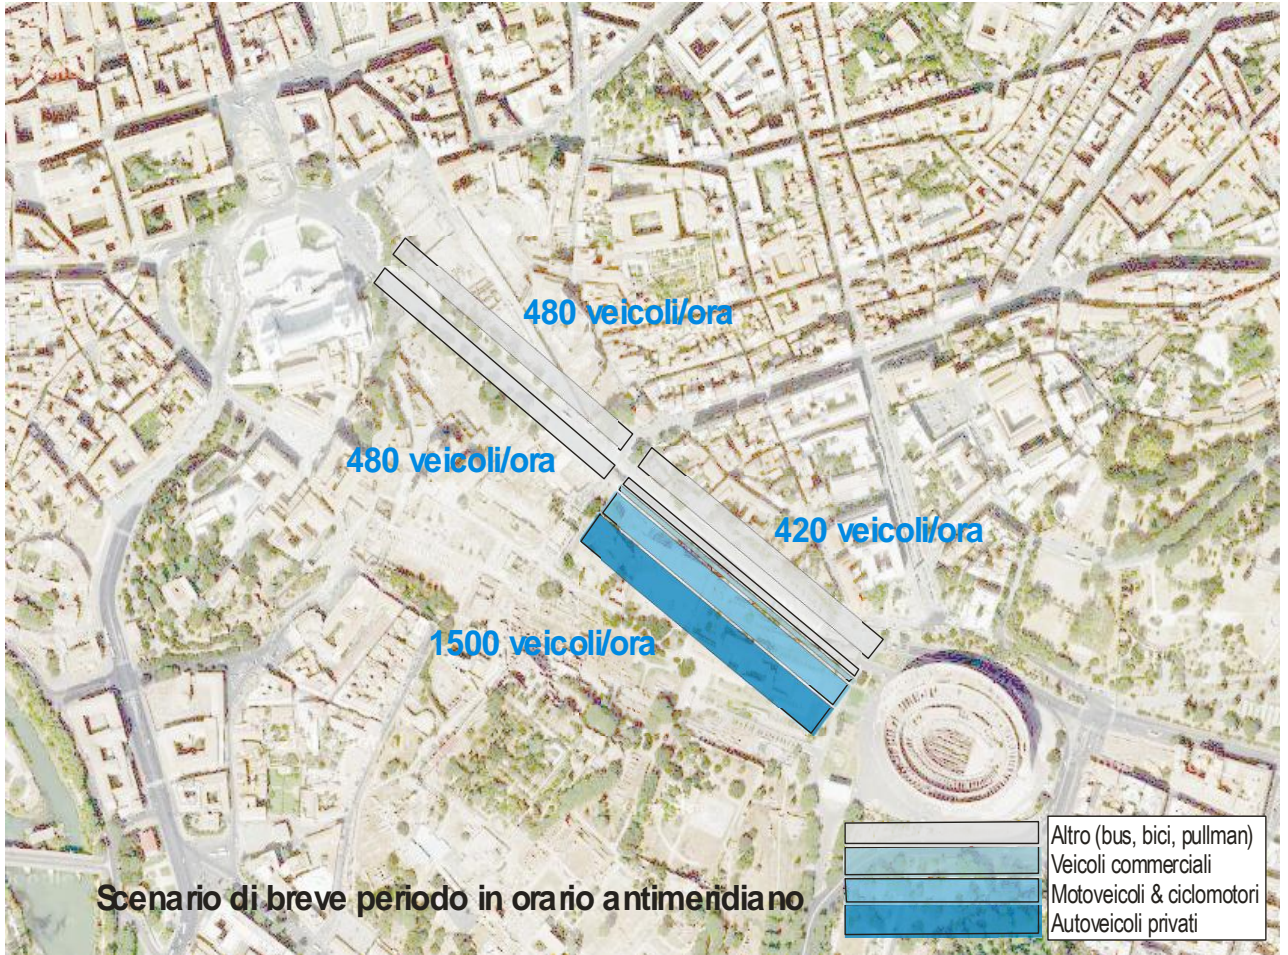 480 veicoli/ora
480 veicoli/ora
420 veicoli/ora
1500 veicoli/ora
Altro (bus, bici, pullman)
Veicoli commerciali
Motoveicoli & ciclomotori
Autoveicoli privati
Scenario di breve periodo in orario antimeridiano